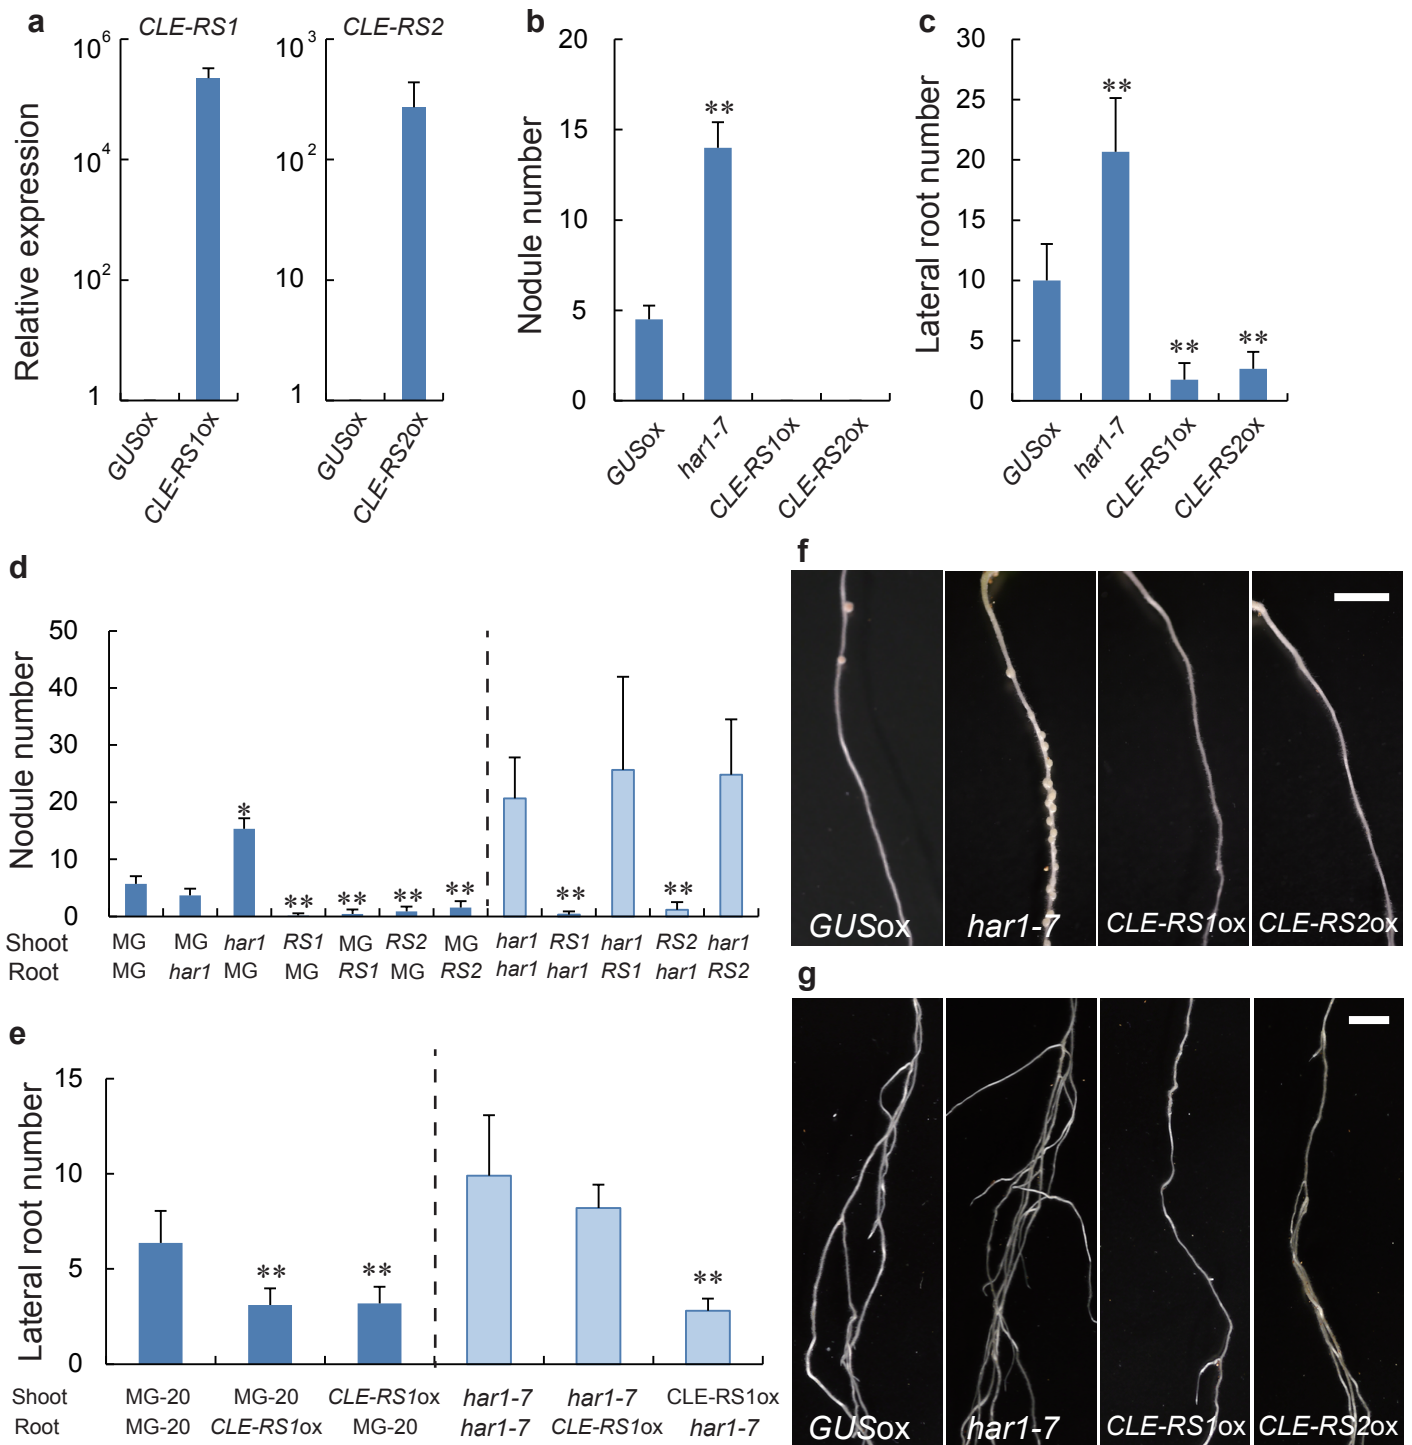 a
CLE-RS1
CLE-RS2
Relative expression
10^6
10^4
10^2
1
10^3
10^2
10
1
GUSox
CLE-RS1ox
GUSox
CLE-RS2ox
b
Nodule number
20
15
10
5
0
**
GUSox
har1-7
CLE-RS1ox
CLE-RS2ox
c
Lateral root number
30
25
20
15
10
5
0
**
**
**
GUSox
har1-7
CLE-RS1ox
CLE-RS2ox
d
Nodule number
50
40
30
20
10
0
* ** ** ** ** ** **
Shoot MG MG har1 RS1 MG RS2 MG har1 RS1 har1 RS2 har1
Root MG har1 MG MG RS1 MG RS2 har1 har1 RS1 har1 RS2
e
Lateral root number
15
10
5
0
** ** **
Shoot MG-20 MG-20 CLE-RS1ox har1-7 har1-7 CLE-RS1ox
Root MG-20 CLE-RS1ox MG-20 har1-7 CLE-RS1ox har1-7
f
GUSox har1-7 CLE-RS1ox CLE-RS2ox
g
GUSox har1-7 CLE-RS1ox CLE-RS2ox